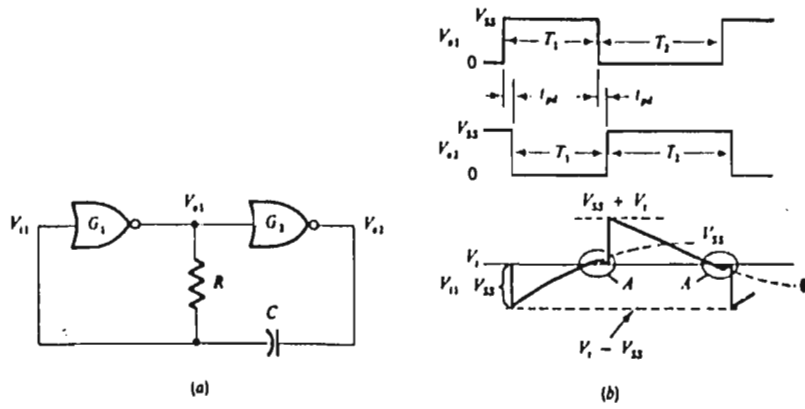 V_i1
G_1
V_o1
G_2
V_o2
R
C
(a)
V_SS
V_o1
0
T_1
T_2
t_pd
t_pd
V_SS
V_o2
0
T_1
T_2
V_SS + V_t
V_SS
V_t
V_i1
V_SS
A
A
V_t − V_SS
(b)